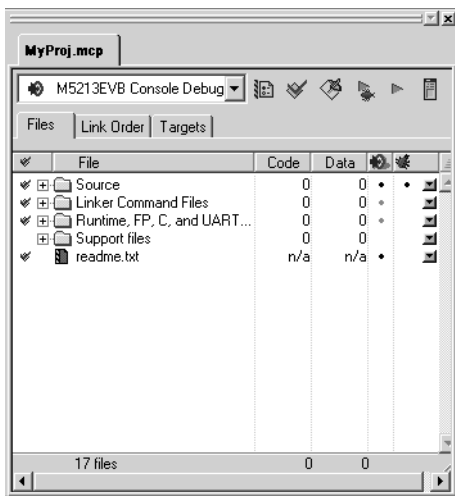 MyProj.mcp
M5213EVB Console Debug
Files Link Order Targets
File Code Data
Source 0 0
Linker Command Files 0 0
Runtime, FP, C, and UART... 0 0
Support files 0 0
readme.txt n/a n/a
17 files 0 0